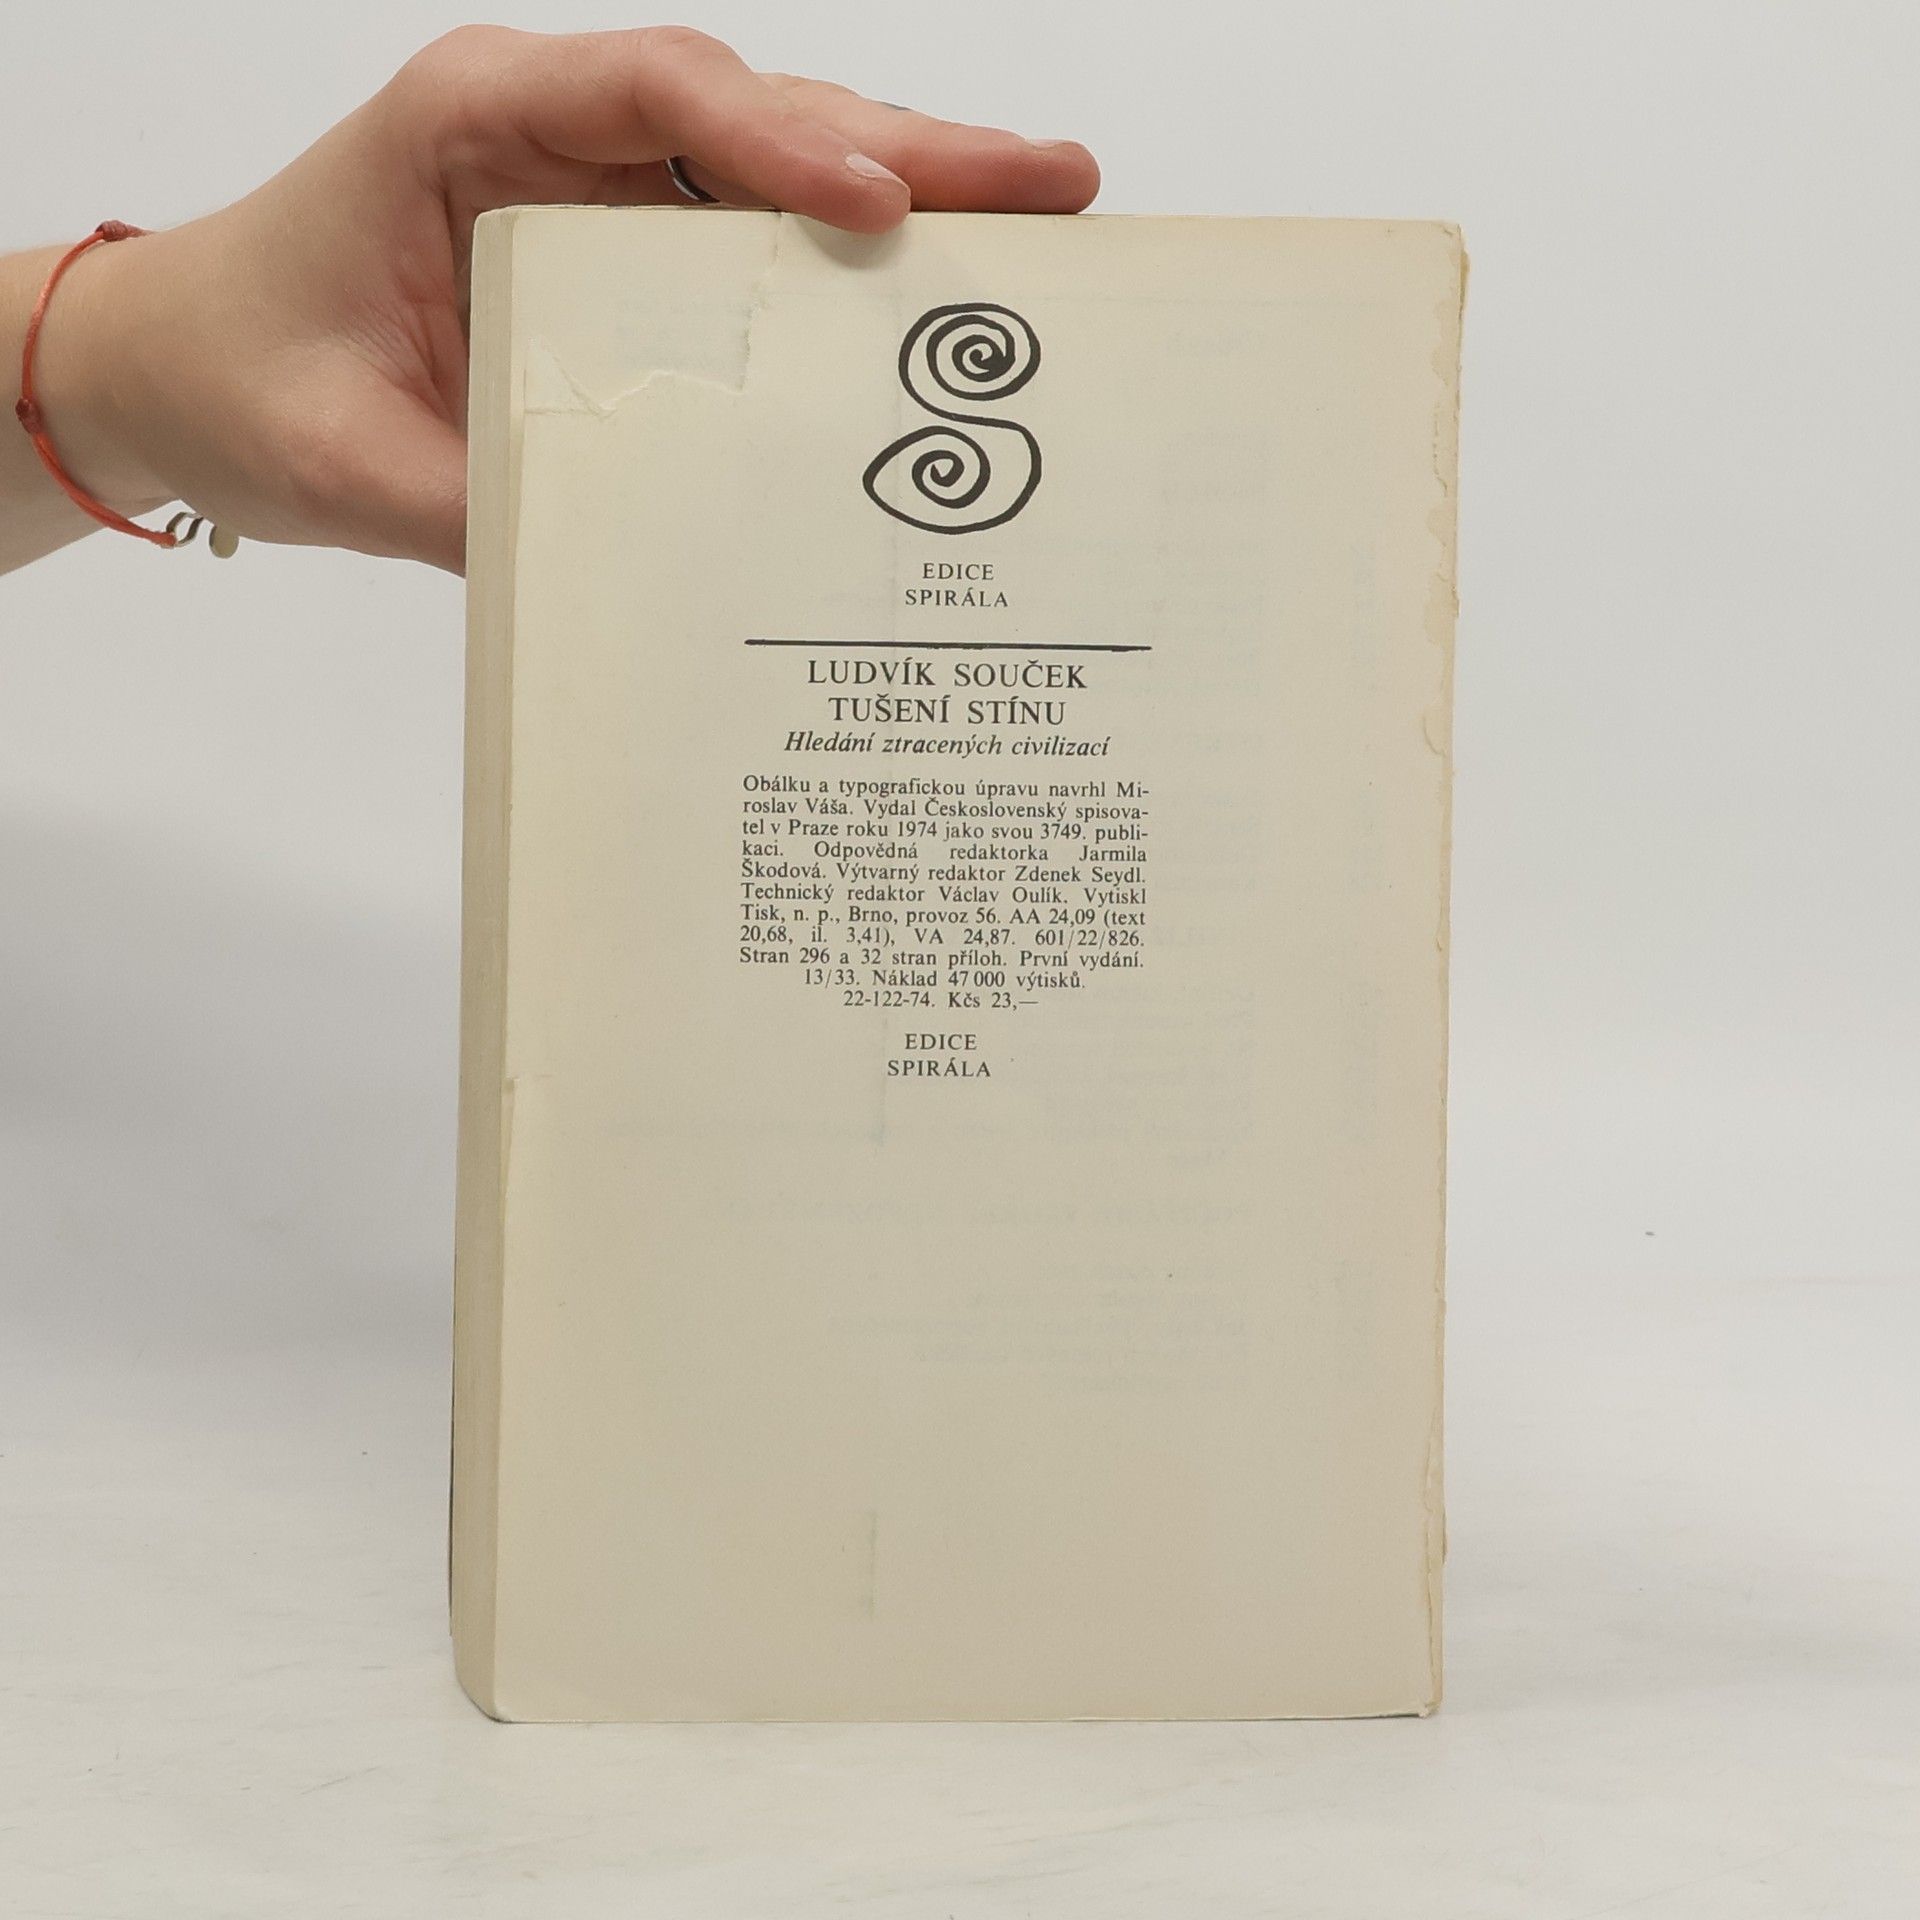 EDICE
SPIRÁLA
LUDVÍK SOUČEK
TUŠENÍ STÍNU
Hledání ztracených civilizací
Obálku a typografickou úpravu navrhl Mi-
roslav Váša. Vydal Československý spisova-
tel v Praze roku 1974 jako svou 3749. publi-
kaci. Odpovědná redaktorka Jarmila
Škodová. Výtvarný redaktor Zdenek Seydl.
Technický redaktor Václav Oulík. Vytiskl
Tisk, n. p., Brno, provoz 56. AA 24,09 (text
20,68, il. 3,41), VA 24,87. 601/22/826.
Stran 296 a 32 stran příloh. První vydání.
13/33. Náklad 47 000 výtisků.
22-122-74. Kčs 23,—
EDICE
SPIRÁLA